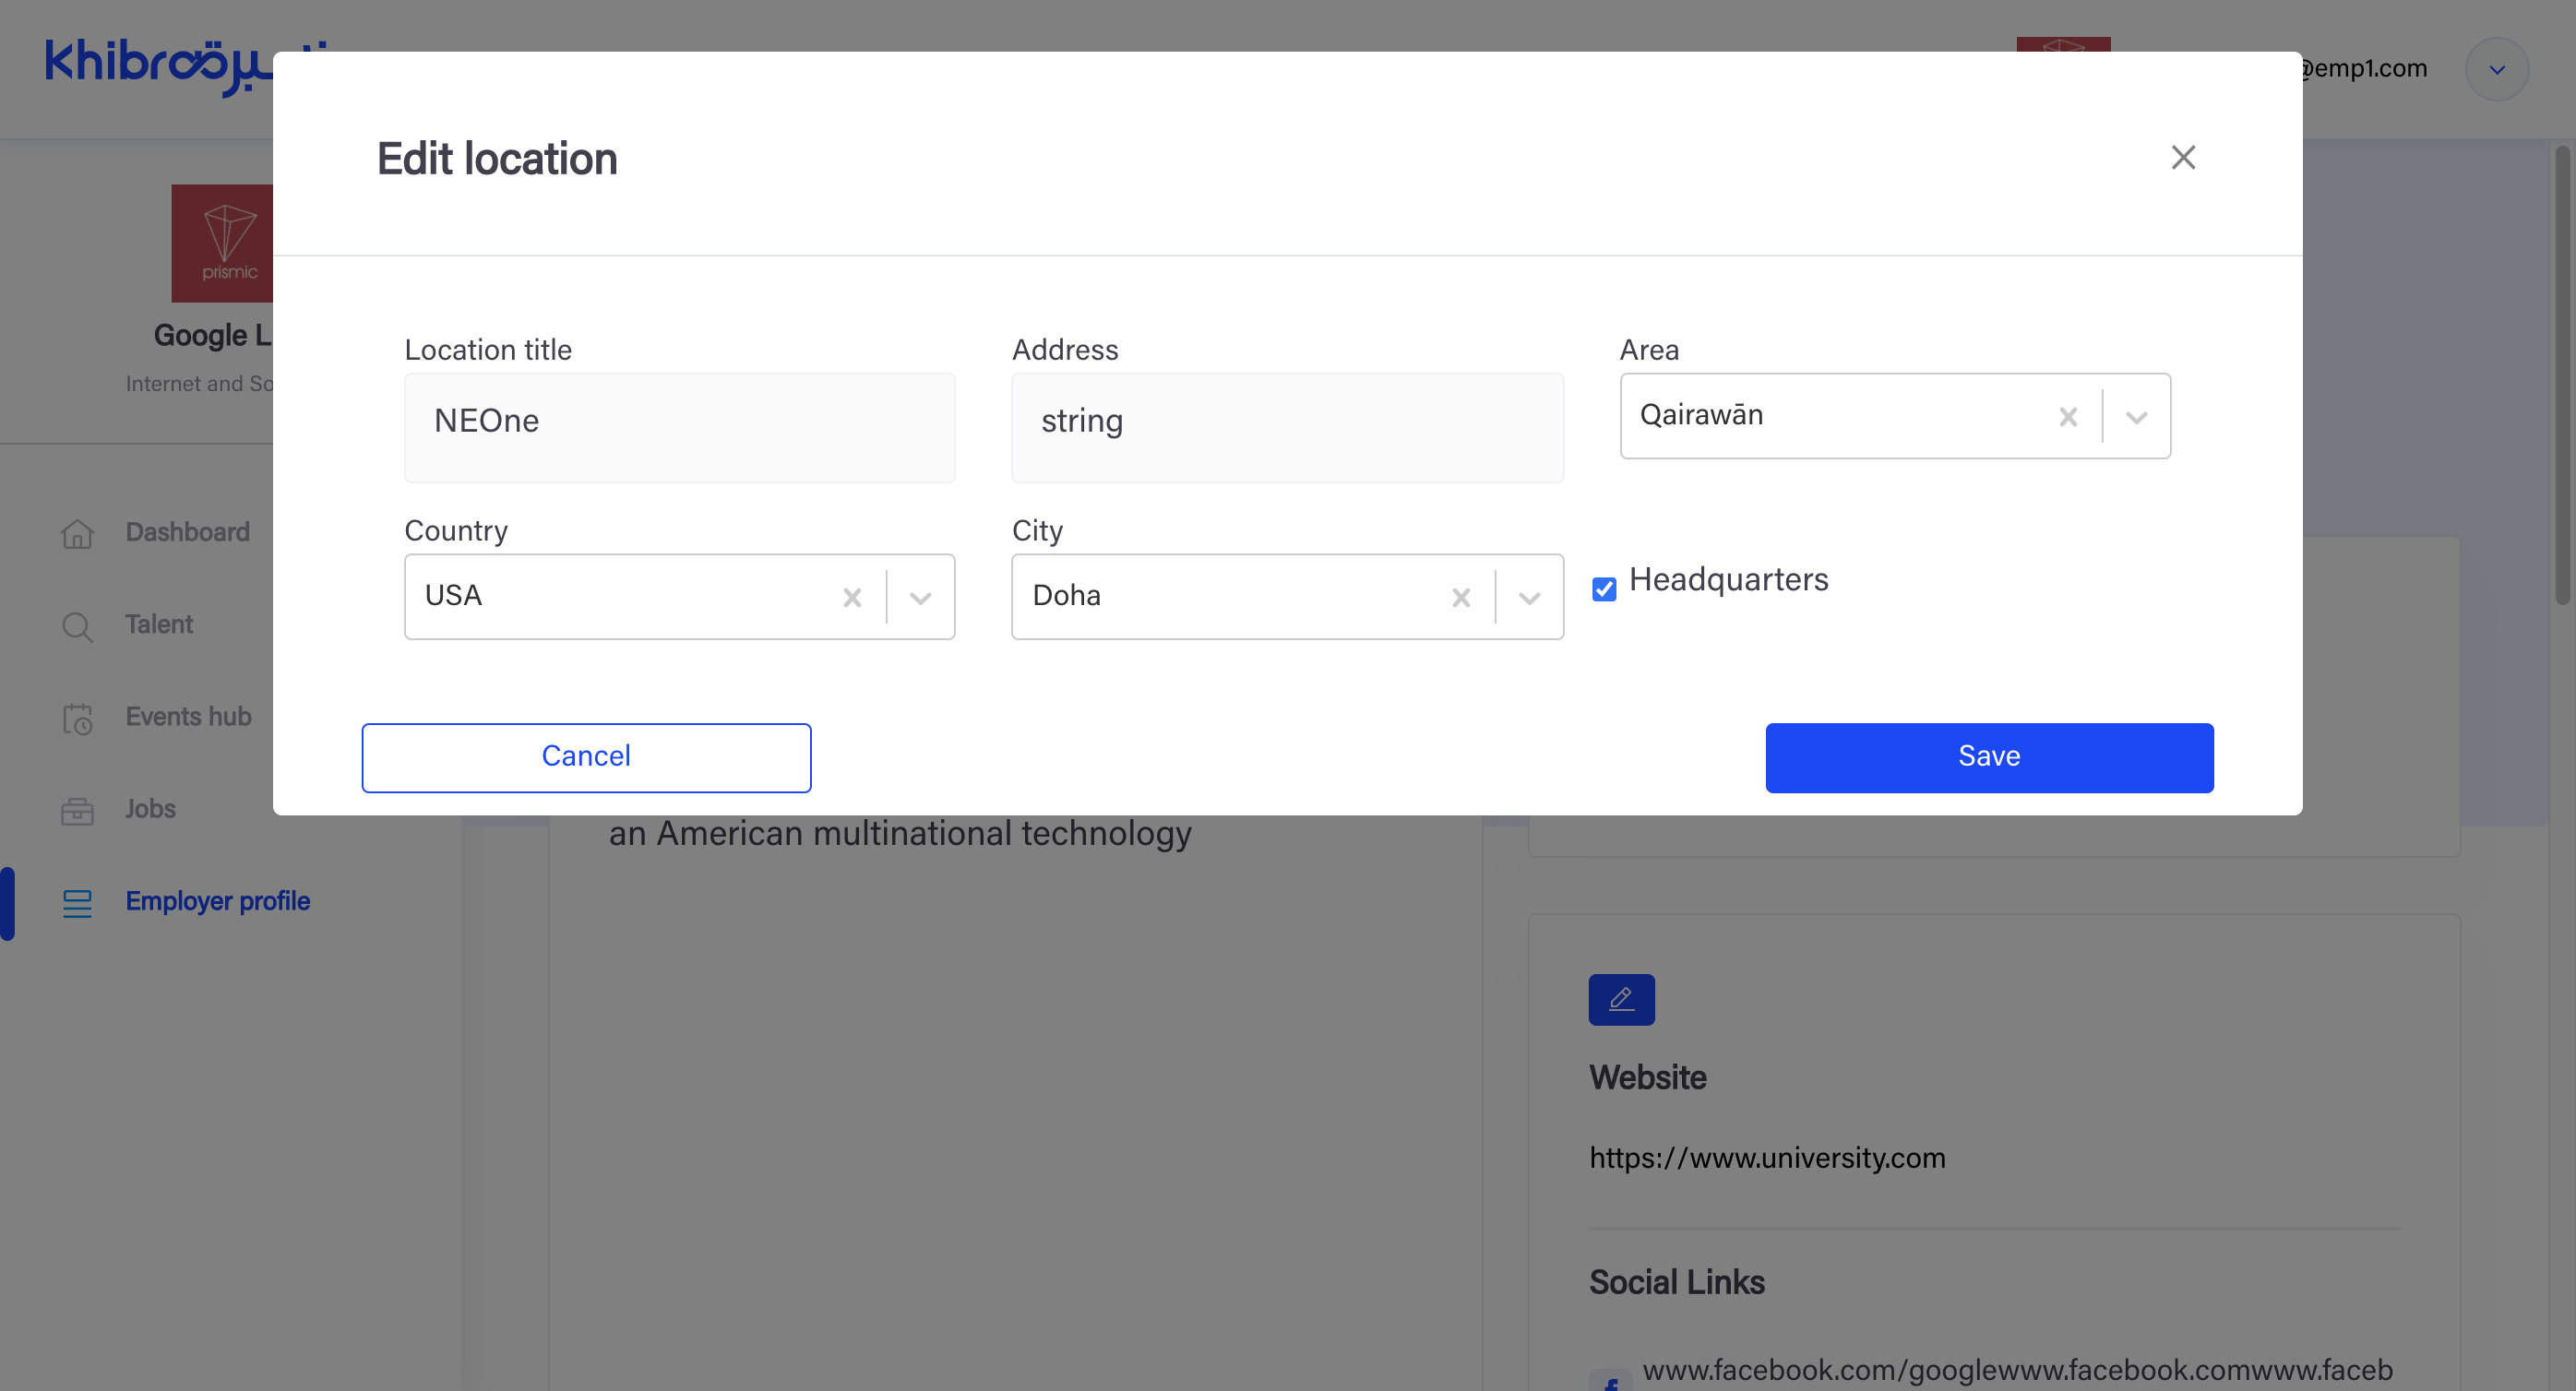 Khibra
@emp1.com
Edit location
prismic
Google L
Internet and So
Location title
Address
Area
NEOne
string
Qairawān
Country
City
USA
Doha
Headquarters
Dashboard
Talent
Events hub
Jobs
Employer profile
Cancel
Save
an American multinational technology
Website
https://www.university.com
Social Links
www.facebook.com/googlewww.facebook.comwww.faceb